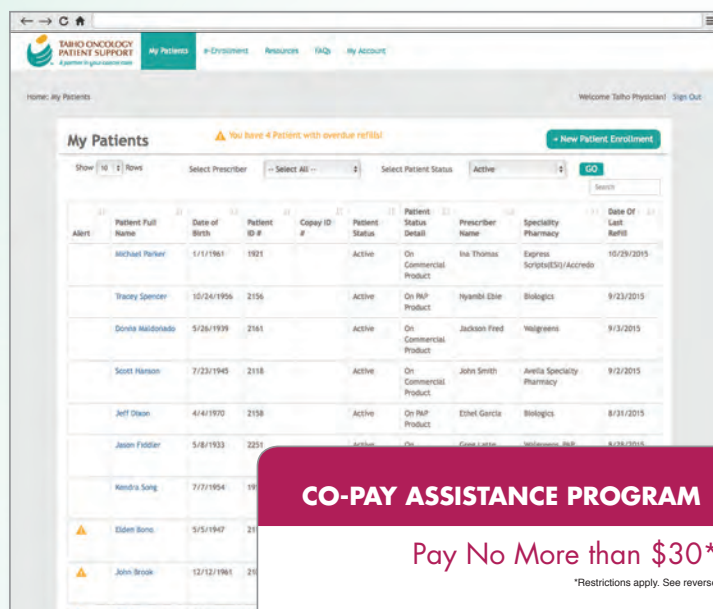 TAIHO ONCOLOGY
PATIENT SUPPORT
My Patients e-Enrollment Resources FAQs My Account
Home: My Patients Welcome Taiho Physician! Sign Out
My Patients You have 4 Patient with overdue refills! + New Patient Enrollment
Show 10 Rows Select Prescriber -- Select All -- Select Patient Status Active GO
Search
Alert Patient Full Name Date of Birth Patient ID # Copay ID # Patient Status Patient Status Detail Prescriber Name Speciality Pharmacy Date Of Last Refill
Michael Parker 1/1/1961 1921 Active On Commercial Product Ina Thomas Express Scripts(ESI)/Accredo 10/29/2015
Tracey Spencer 10/24/1956 2156 Active On PAP Product Nyambi Ebie Biologics 9/23/2015
Donna Maldonado 5/26/1939 2161 Active On Commercial Product Jackson Fred Walgreens 9/3/2015
Scott Hanson 7/23/1945 2118 Active On Commercial Product John Smith Avella Speciality Pharmacy 9/2/2015
Jeff Dixon 4/4/1970 2158 Active On PAP Product Ethel Garcia Biologics 8/31/2015
Jason Fiddler 5/8/1933 2251 Active On
Kendra Song 7/7/1954
Elden Bono 5/5/1947
John Brook 12/12/1961
CO-PAY ASSISTANCE PROGRAM
Pay No More than $30*
*Restrictions apply. See reverse